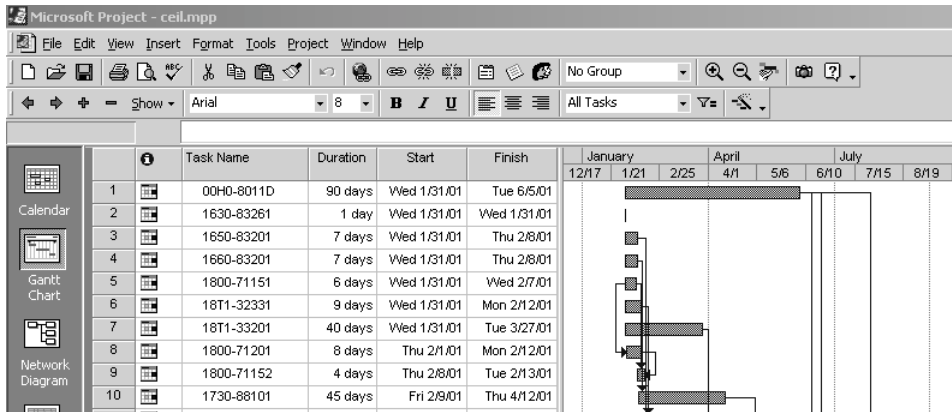 Microsoft Project - ceil.mpp
File Edit View Insert Format Tools Project Window Help
ABC No Group
Show Arial 8 B I U All Tasks
Task Name Duration Start Finish January April July
12/17 1/21 2/25 4/1 5/6 6/10 7/15 8/19
1 00H0-8011D 90 days Wed 1/31/01 Tue 6/5/01
Calendar 2 1630-83261 1 day Wed 1/31/01 Wed 1/31/01
3 1650-83201 7 days Wed 1/31/01 Thu 2/8/01
4 1660-83201 7 days Wed 1/31/01 Thu 2/8/01
Gantt Chart 5 1800-71151 6 days Wed 1/31/01 Wed 2/7/01
6 18T1-32331 9 days Wed 1/31/01 Mon 2/12/01
7 18T1-33201 40 days Wed 1/31/01 Tue 3/27/01
8 1800-71201 8 days Thu 2/1/01 Mon 2/12/01
Network Diagram 9 1800-71152 4 days Thu 2/8/01 Tue 2/13/01
10 1730-88101 45 days Fri 2/9/01 Thu 4/12/01